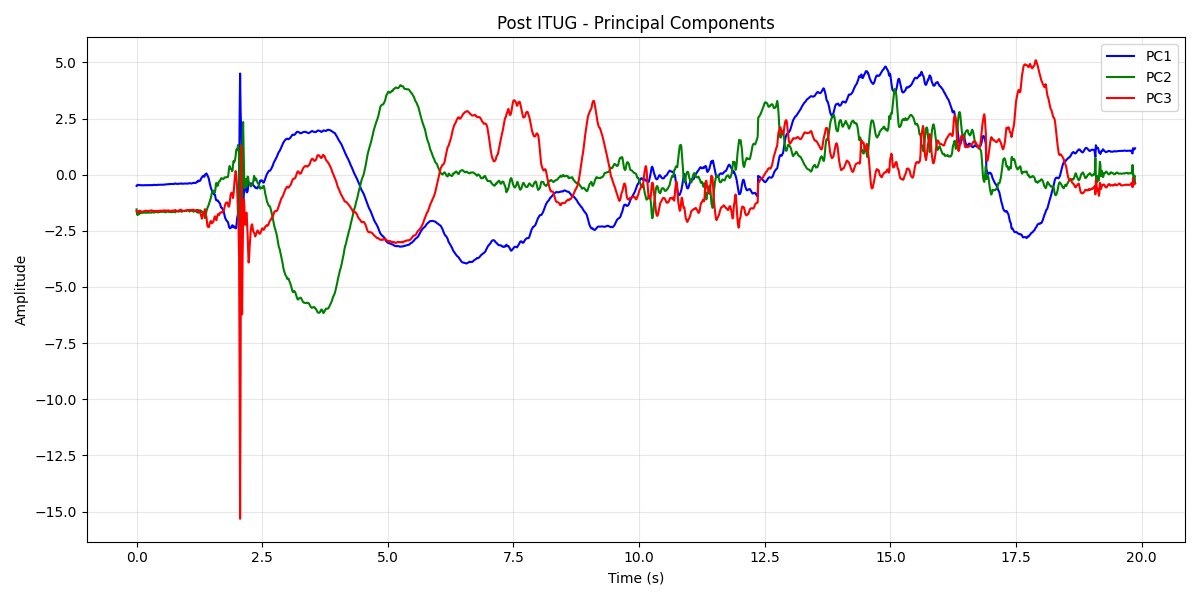 Post ITUG - Principal Components
PC1
PC2
PC3
Amplitude
5.0
2.5
0.0
−2.5
−5.0
−7.5
−10.0
−12.5
−15.0
0.0 2.5 5.0 7.5 10.0 12.5 15.0 17.5 20.0
Time (s)